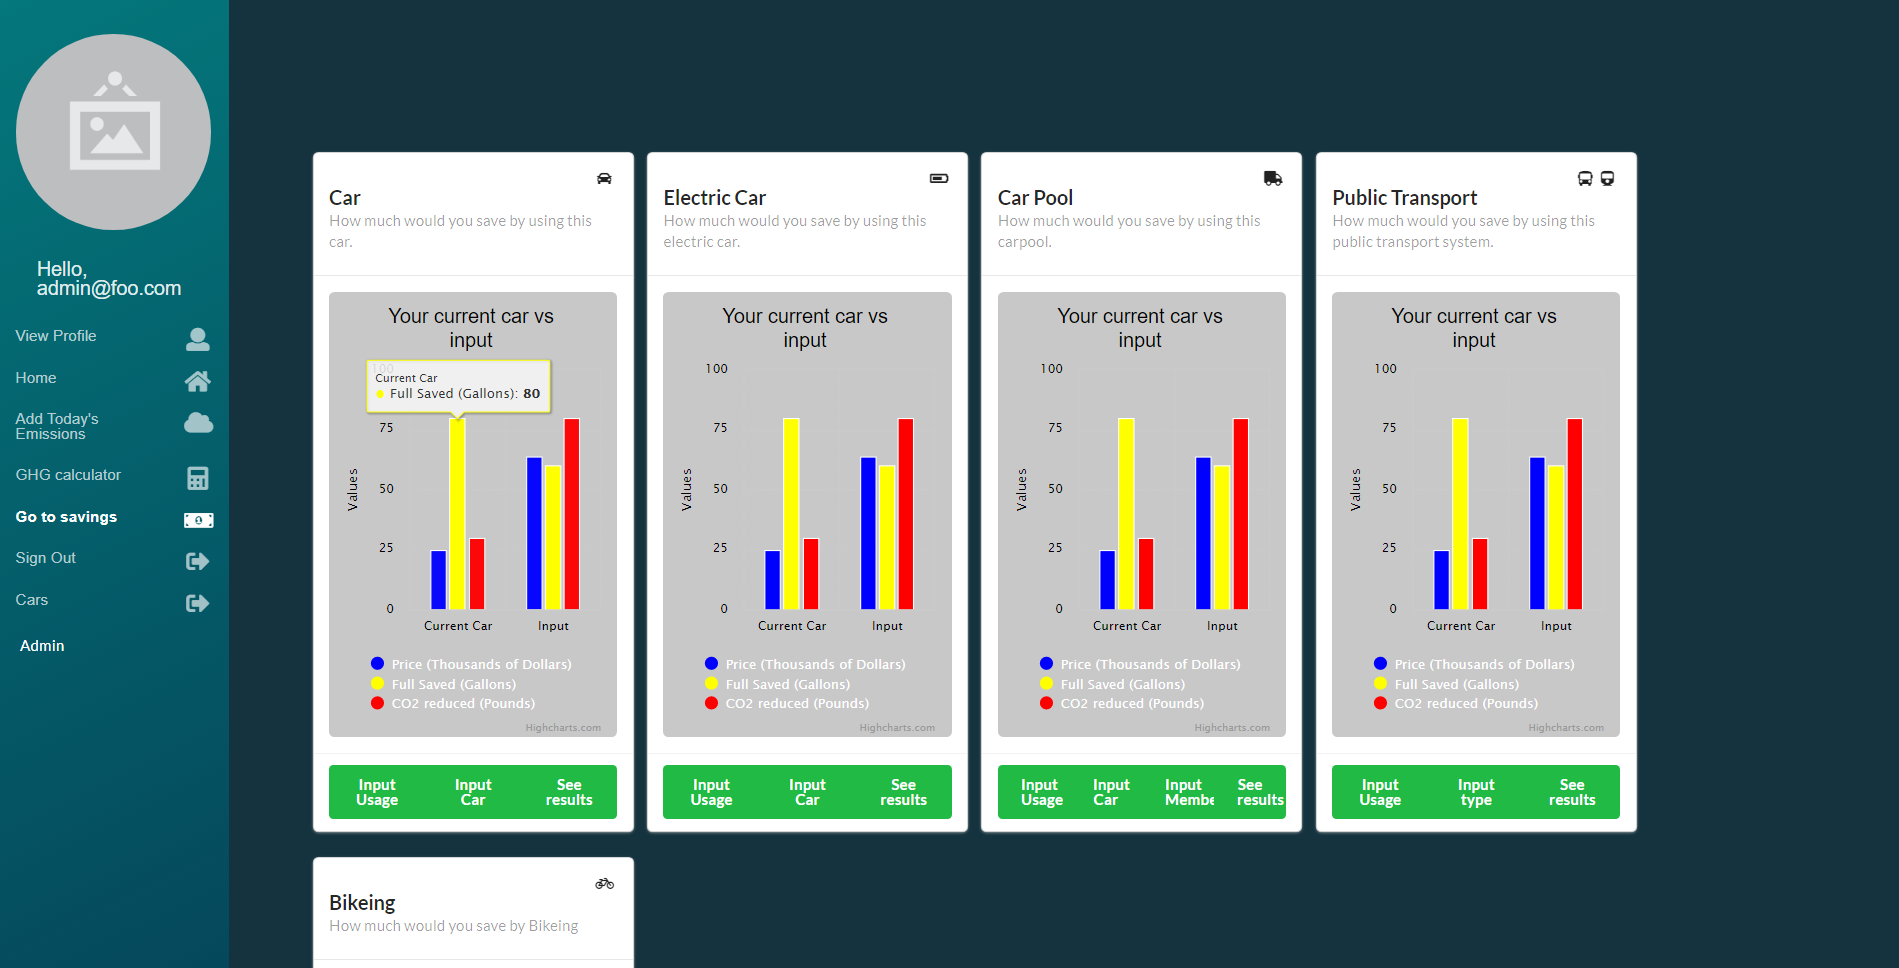 Hello,
admin@foo.com
View Profile
Home
Add Today's
Emissions
GHG calculator
Go to savings
Sign Out
Cars
Admin
Car
How much would you save by using this
car.
Your current car vs
input
100
Current Car
Full Saved (Gallons): 80
75
50
25
0
Values
Current Car
Input
Price (Thousands of Dollars)
Full Saved (Gallons)
CO2 reduced (Pounds)
Highcharts.com
Input
Usage
Input
Car
See
results
Electric Car
How much would you save by using this
electric car.
Your current car vs
input
100
75
50
25
0
Values
Current Car
Input
Price (Thousands of Dollars)
Full Saved (Gallons)
CO2 reduced (Pounds)
Highcharts.com
Input
Usage
Input
Car
See
results
Car Pool
How much would you save by using this
carpool.
Your current car vs
input
100
75
50
25
0
Values
Current Car
Input
Price (Thousands of Dollars)
Full Saved (Gallons)
CO2 reduced (Pounds)
Highcharts.com
Input
Usage
Input
Car
Input
Membe
See
results
Public Transport
How much would you save by using this
public transport system.
Your current car vs
input
100
75
50
25
0
Values
Current Car
Input
Price (Thousands of Dollars)
Full Saved (Gallons)
CO2 reduced (Pounds)
Highcharts.com
Input
Usage
Input
type
See
results
Bikeing
How much would you save by Bikeing